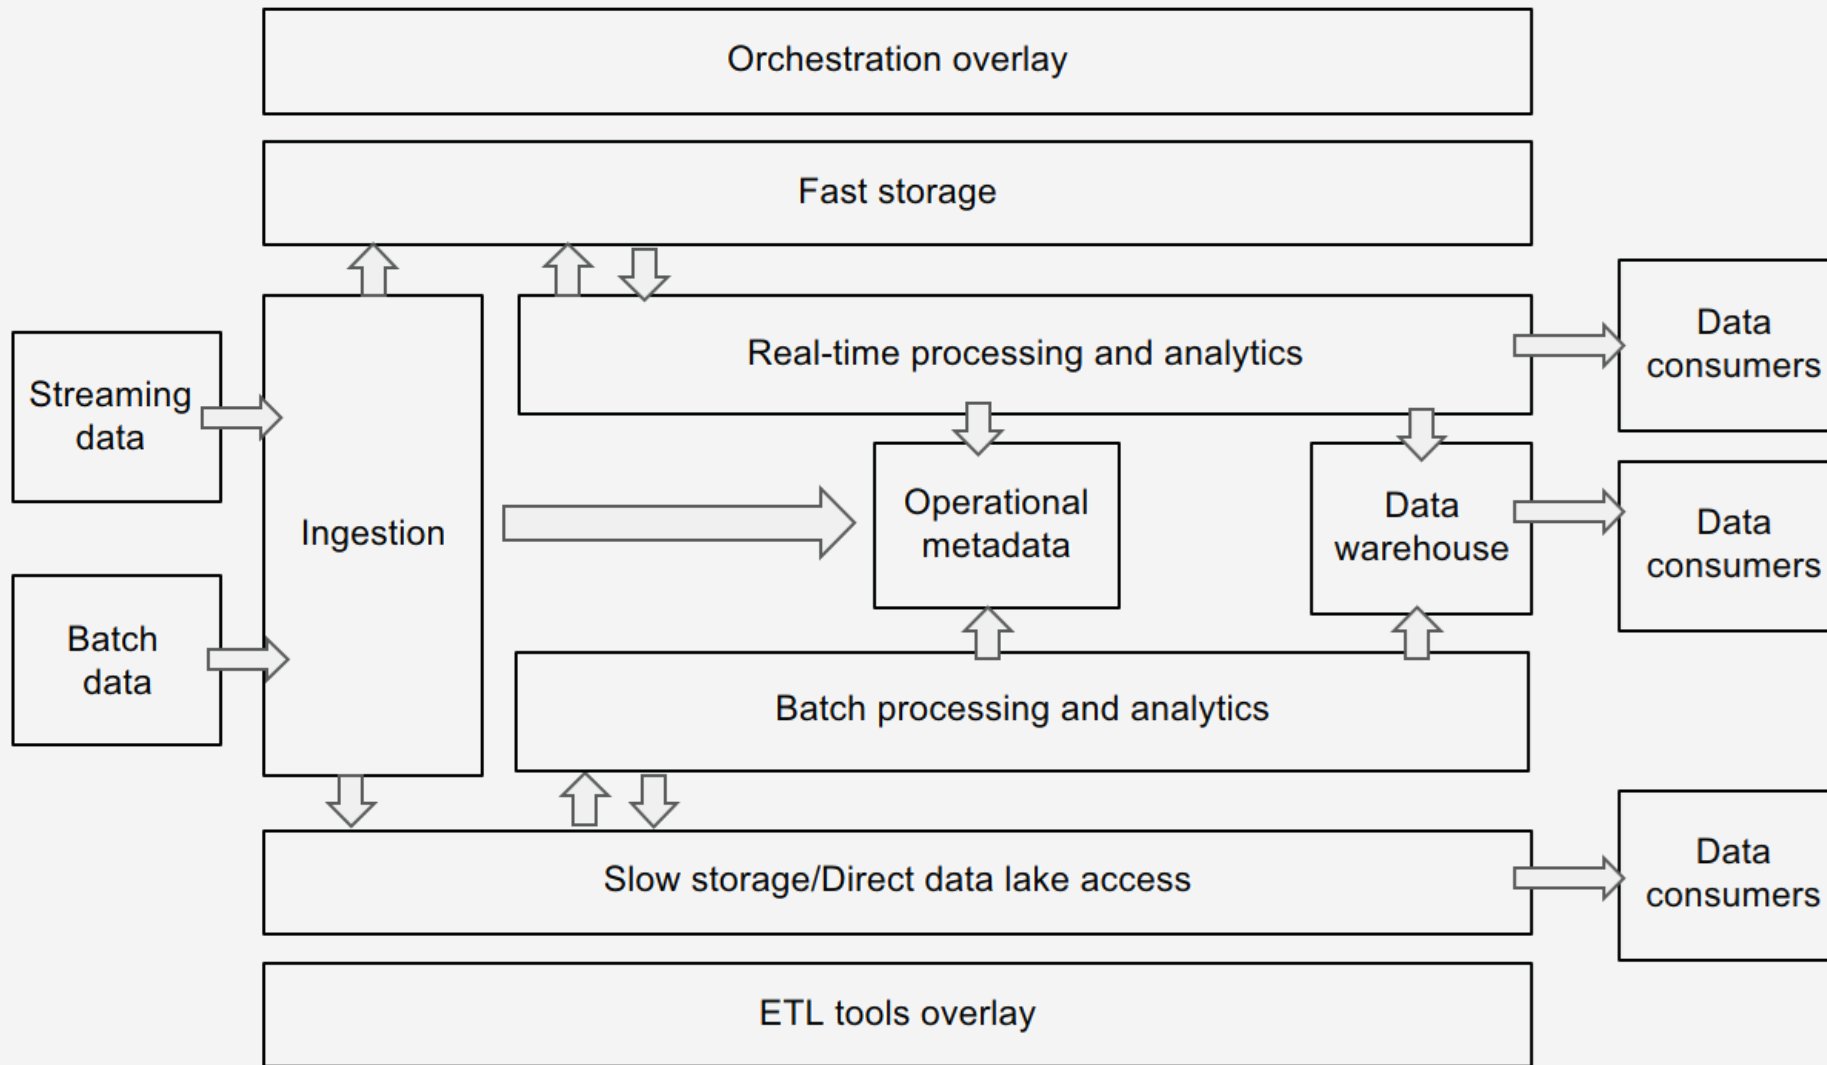 Orchestration overlay
Fast storage
Streaming
data
Batch
data
Ingestion
Real-time processing and analytics
Operational
metadata
Data
warehouse
Batch processing and analytics
Data
consumers
Data
consumers
Slow storage/Direct data lake access
Data
consumers
ETL tools overlay